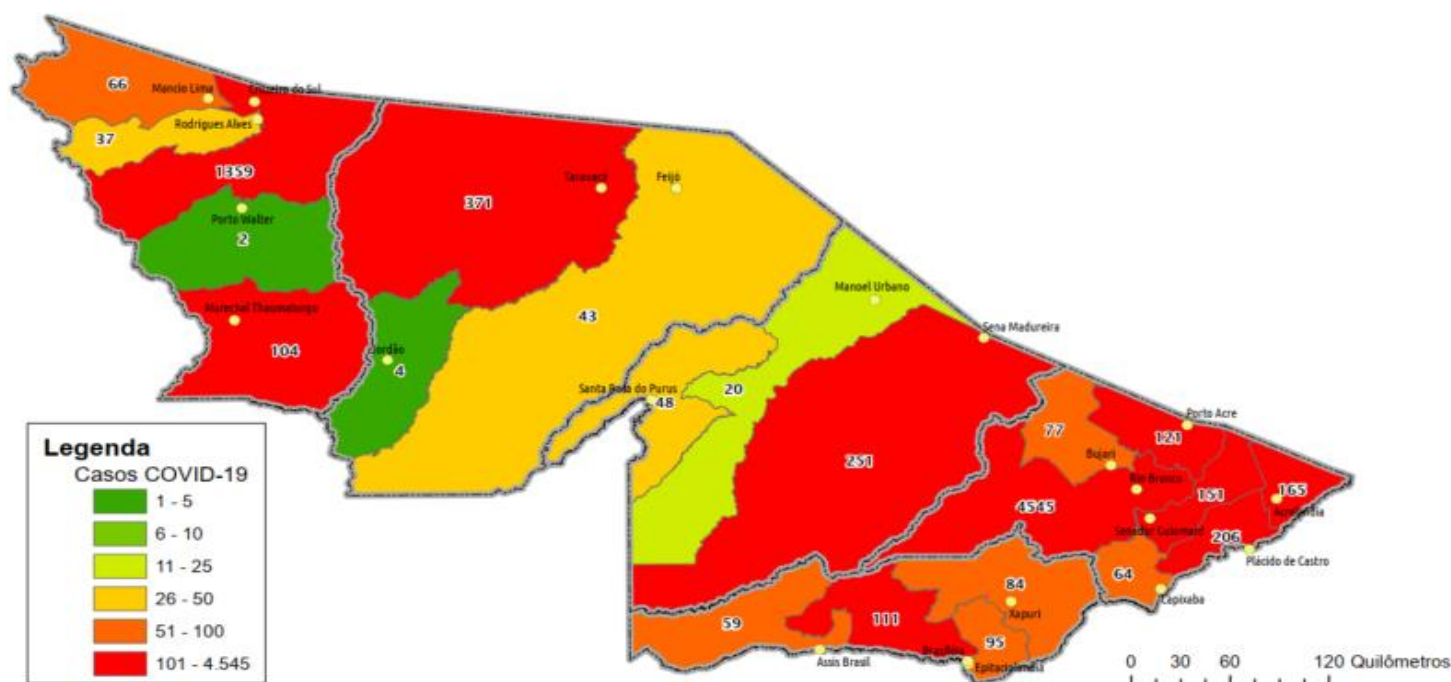 66
Mancio Lima
Cruzeiro do Sul
Rodrigues Alves
37
1359
Tarauacá
Feijó
371
Porto Walter
2
Manoel Urbano
Marechal Thaumaturgo
43
Sena Madureira
104
Jordão
4
Santa Rosa do Purus
48
20
Porto Acre
77
121
Bujari
251
Rio Branco
151
165
Acrelândia
4545
Senador Guiomard
206
Plácido de Castro
64
84
Capixaba
Xapuri
59
111
95
Assis Brasil
Brasiléia
Epitaciolândia
Legenda
Casos COVID-19
1 - 5
6 - 10
11 - 25
26 - 50
51 - 100
101 - 4.545
0 30 60 120 Quilômetros